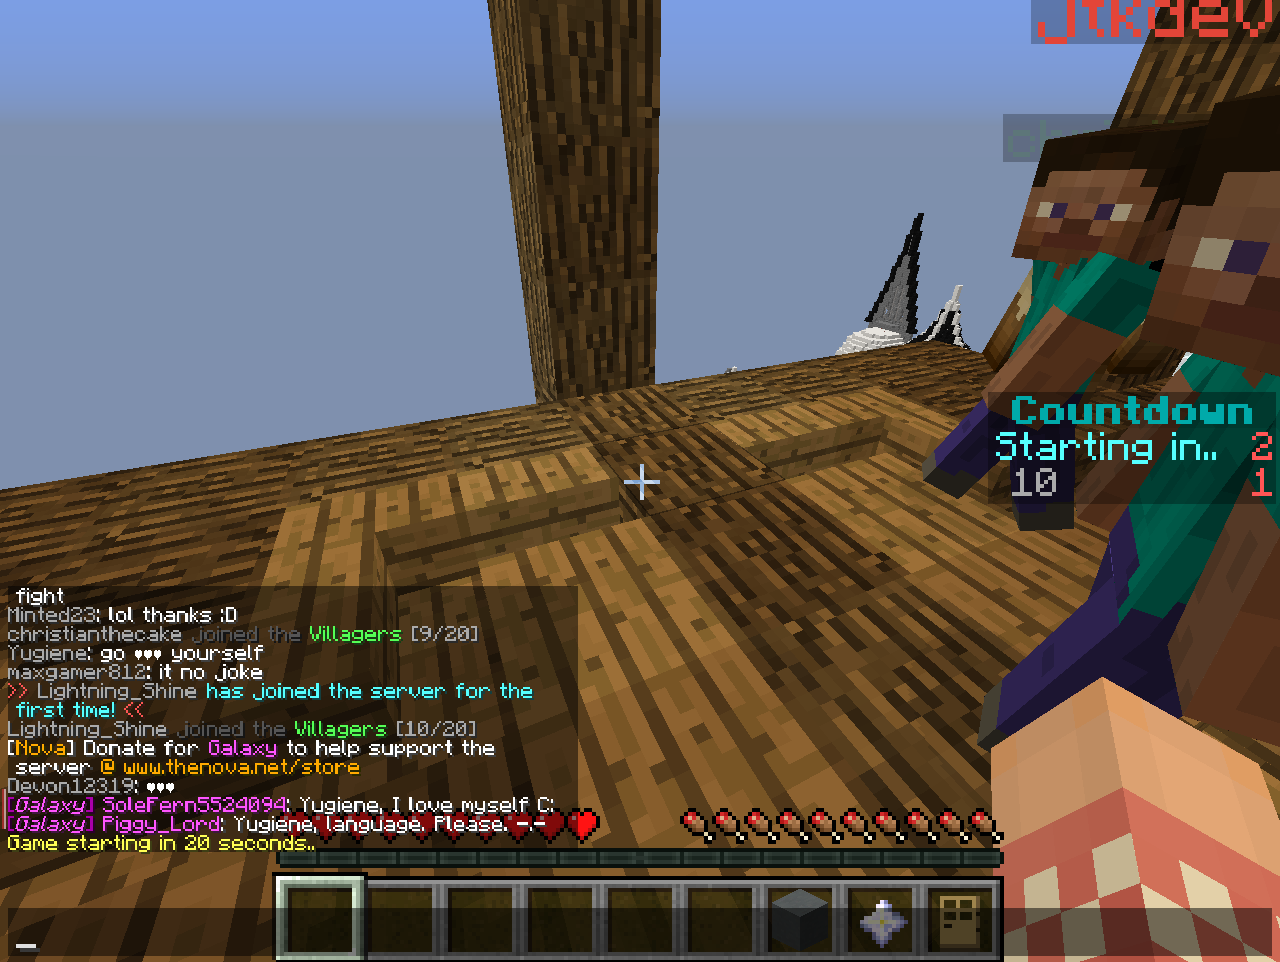 Jtkdev
Countdown
Starting in.. 2
10 1
fight
Minted23: lol thanks :D
christianthecake joined the Villagers [9/20]
Yugiene: go ♥♥♥ yourself
maxgamer812: it no joke
>> Lightning_Shine has joined the server for the
first time! <<
Lightning_Shine joined the Villagers [10/20]
[Nova] Donate for Galaxy to help support the
server @ www.thenova.net/store
Devon12319: ♥♥♥
[Galaxy] SoleFern5524094: Yugiene, I love myself C:
[Galaxy] Piggy_Lord: Yugiene, language. Please. --
Game starting in 20 seconds..
_